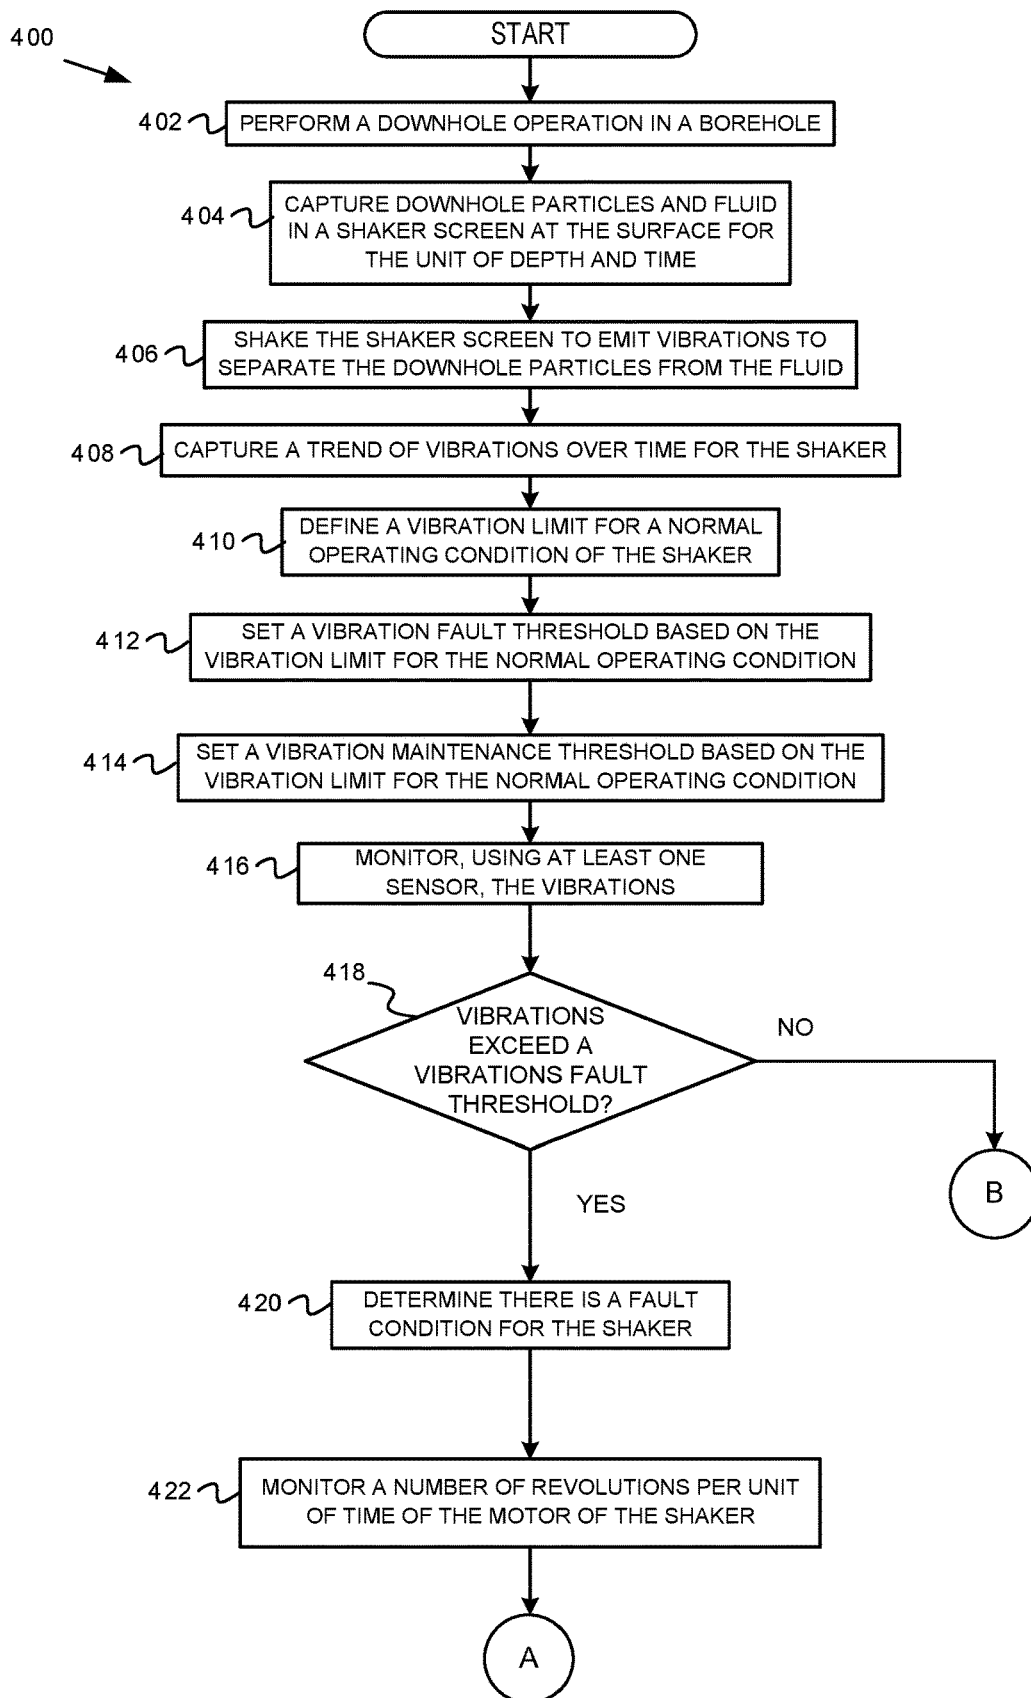 400
START
402
PERFORM A DOWNHOLE OPERATION IN A BOREHOLE
404
CAPTURE DOWNHOLE PARTICLES AND FLUID
IN A SHAKER SCREEN AT THE SURFACE FOR
THE UNIT OF DEPTH AND TIME
406
SHAKE THE SHAKER SCREEN TO EMIT VIBRATIONS TO
SEPARATE THE DOWNHOLE PARTICLES FROM THE FLUID
408
CAPTURE A TREND OF VIBRATIONS OVER TIME FOR THE SHAKER
410
DEFINE A VIBRATION LIMIT FOR A NORMAL
OPERATING CONDITION OF THE SHAKER
412
SET A VIBRATION FAULT THRESHOLD BASED ON THE
VIBRATION LIMIT FOR THE NORMAL OPERATING CONDITION
414
SET A VIBRATION MAINTENANCE THRESHOLD BASED ON THE
VIBRATION LIMIT FOR THE NORMAL OPERATING CONDITION
416
MONITOR, USING AT LEAST ONE
SENSOR, THE VIBRATIONS
418
VIBRATIONS
EXCEED A
VIBRATIONS FAULT
THRESHOLD?
NO
B
YES
420
DETERMINE THERE IS A FAULT
CONDITION FOR THE SHAKER
422
MONITOR A NUMBER OF REVOLUTIONS PER UNIT
OF TIME OF THE MOTOR OF THE SHAKER
A